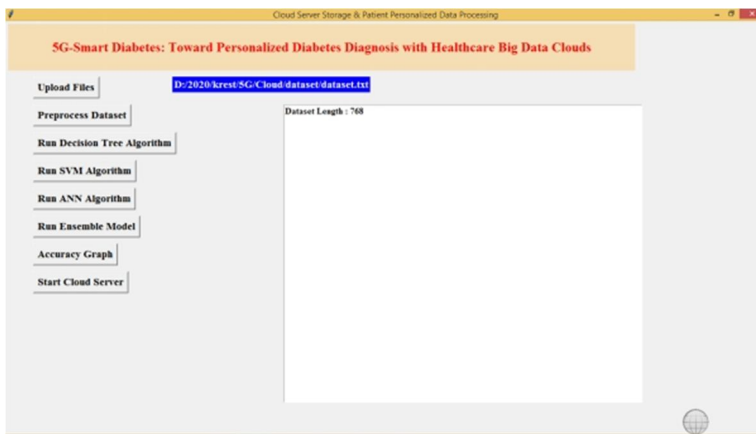 Cloud Server Storage & Patient Personalized Data Processing
5G-Smart Diabetes: Toward Personalized Diabetes Diagnosis with Healthcare Big Data Clouds
Upload Files
D:/2020/krest/5G/Cloud/dataset/dataset.txt
Preprocess Dataset
Dataset Length : 768
Run Decision Tree Algorithm
Run SVM Algorithm
Run ANN Algorithm
Run Ensemble Model
Accuracy Graph
Start Cloud Server